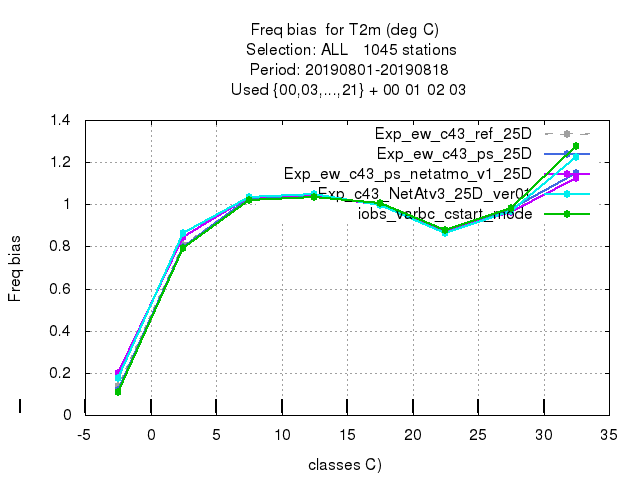 Freq bias  for T2m (deg C)
Selection: ALL   1045 stations
Period: 20190801-20190818
Used {00,03,...,21} + 00 01 02 03
Exp_ew_c43_ref_25D
Exp_ew_c43_ps_25D
Exp_ew_c43_ps_netatmo_v1_25D
Exp_c43_NetAtv3_25D_ver01
iobs_varbc_cstart_mode
1.4
1.2
1
0.8
0.6
0.4
0.2
0
Freq bias
-5
0
5
10
15
20
25
30
35
classes C)